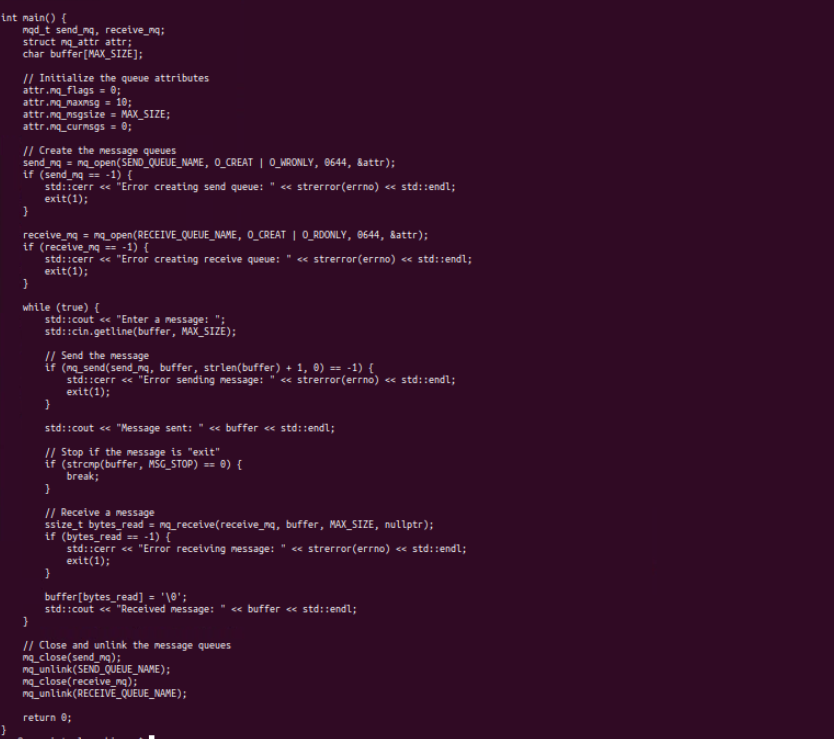 int main() {
    mqd_t send_mq, receive_mq;
    struct mq_attr attr;
    char buffer[MAX_SIZE];

    // Initialize the queue attributes
    attr.mq_flags = 0;
    attr.mq_maxmsg = 10;
    attr.mq_msgsize = MAX_SIZE;
    attr.mq_curmsgs = 0;

    // Create the message queues
    send_mq = mq_open(SEND_QUEUE_NAME, O_CREAT | O_WRONLY, 0644, &attr);
    if (send_mq == -1) {
        std::cerr << "Error creating send queue: " << strerror(errno) << std::endl;
        exit(1);
    }

    receive_mq = mq_open(RECEIVE_QUEUE_NAME, O_CREAT | O_RDONLY, 0644, &attr);
    if (receive_mq == -1) {
        std::cerr << "Error creating receive queue: " << strerror(errno) << std::endl;
        exit(1);
    }

    while (true) {
        std::cout << "Enter a message: ";
        std::cin.getline(buffer, MAX_SIZE);

        // Send the message
        if (mq_send(send_mq, buffer, strlen(buffer) + 1, 0) == -1) {
            std::cerr << "Error sending message: " << strerror(errno) << std::endl;
            exit(1);
        }

        std::cout << "Message sent: " << buffer << std::endl;

        // Stop if the message is "exit"
        if (strcmp(buffer, MSG_STOP) == 0) {
            break;
        }

        // Receive a message
        ssize_t bytes_read = mq_receive(receive_mq, buffer, MAX_SIZE, nullptr);
        if (bytes_read == -1) {
            std::cerr << "Error receiving message: " << strerror(errno) << std::endl;
            exit(1);
        }

        buffer[bytes_read] = '\0';
        std::cout << "Received message: " << buffer << std::endl;
    }

    // Close and unlink the message queues
    mq_close(send_mq);
    mq_unlink(SEND_QUEUE_NAME);
    mq_close(receive_mq);
    mq_unlink(RECEIVE_QUEUE_NAME);

    return 0;
}